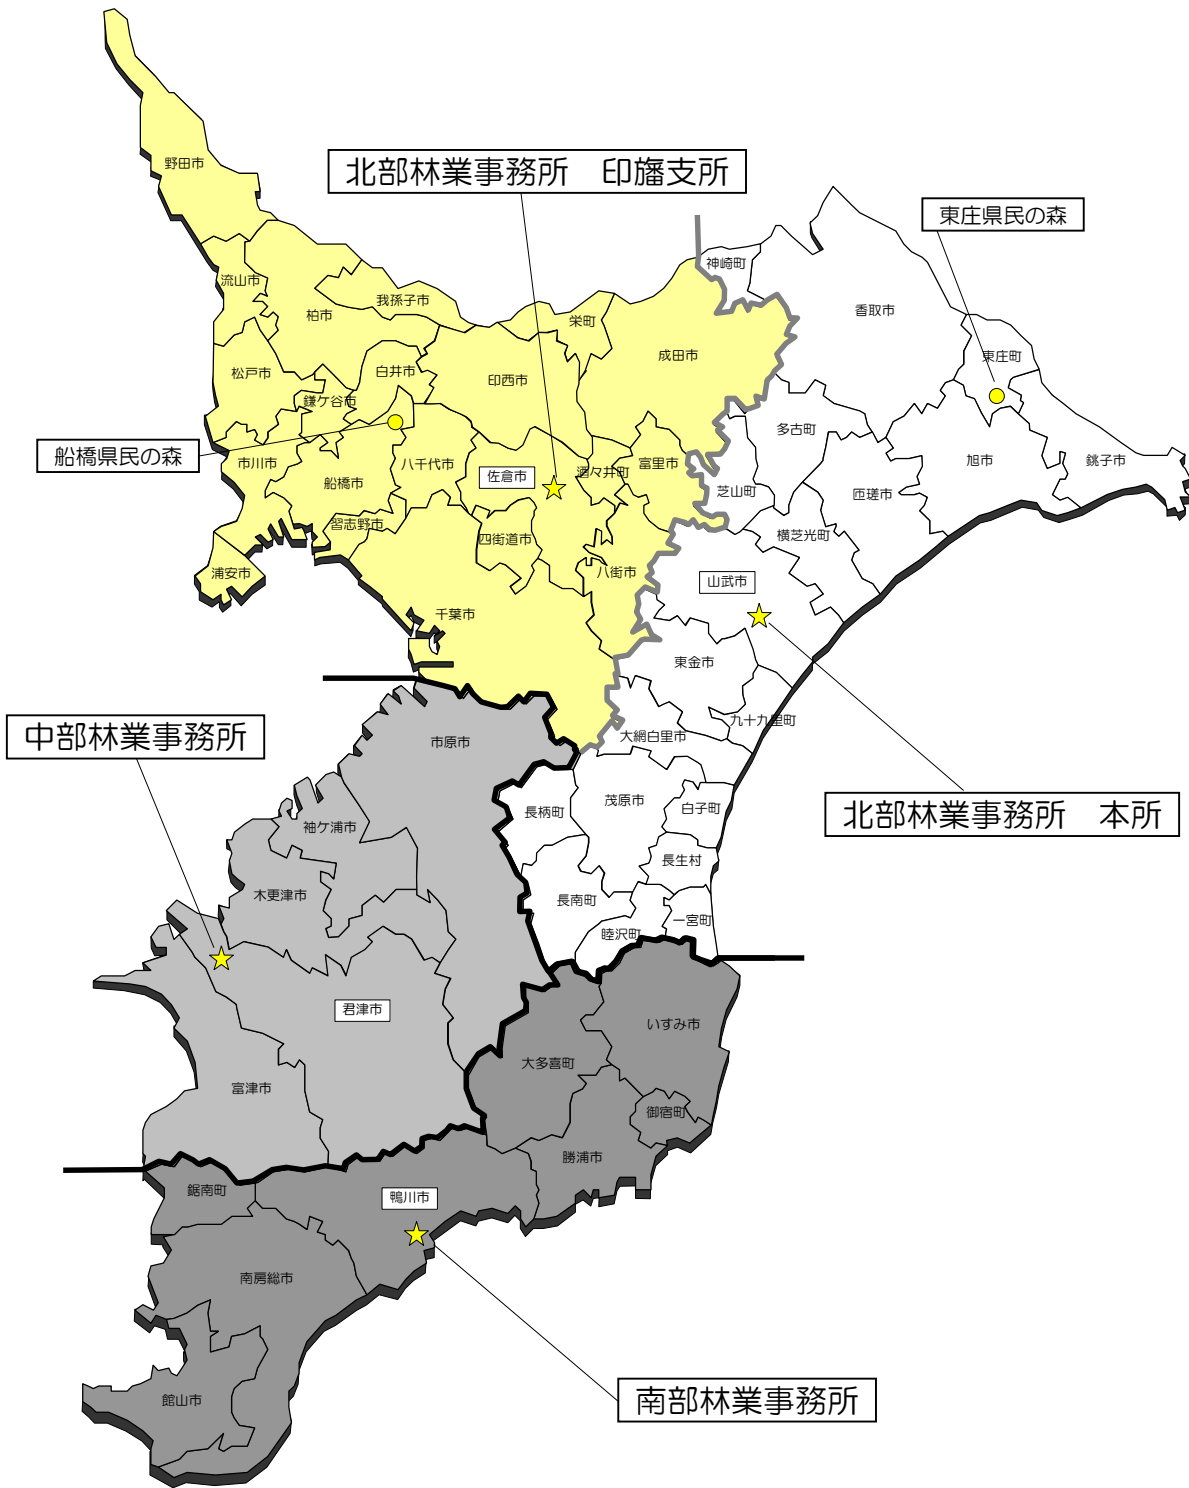 野田市
北部林業事務所　印旛支所
東庄県民の森
神崎町
流山市
我孫子市
香取市
柏市
栄町
東庄町
成田市
松戸市
白井市
印西市
鎌ケ谷市
多古町
船橋県民の森
市川市
八千代市
佐倉市
酒々井町
富里市
旭市
銚子市
船橋市
芝山町
匝瑳市
習志野市
四街道市
横芝光町
浦安市
八街市
山武市
千葉市
東金市
九十九里町
中部林業事務所
市原市
大網白里市
長柄町
茂原市
白子町
北部林業事務所　本所
袖ケ浦市
長生村
木更津市
長南町
一宮町
睦沢町
君津市
いすみ市
大多喜町
富津市
御宿町
勝浦市
鋸南町
鴨川市
南房総市
館山市
南部林業事務所